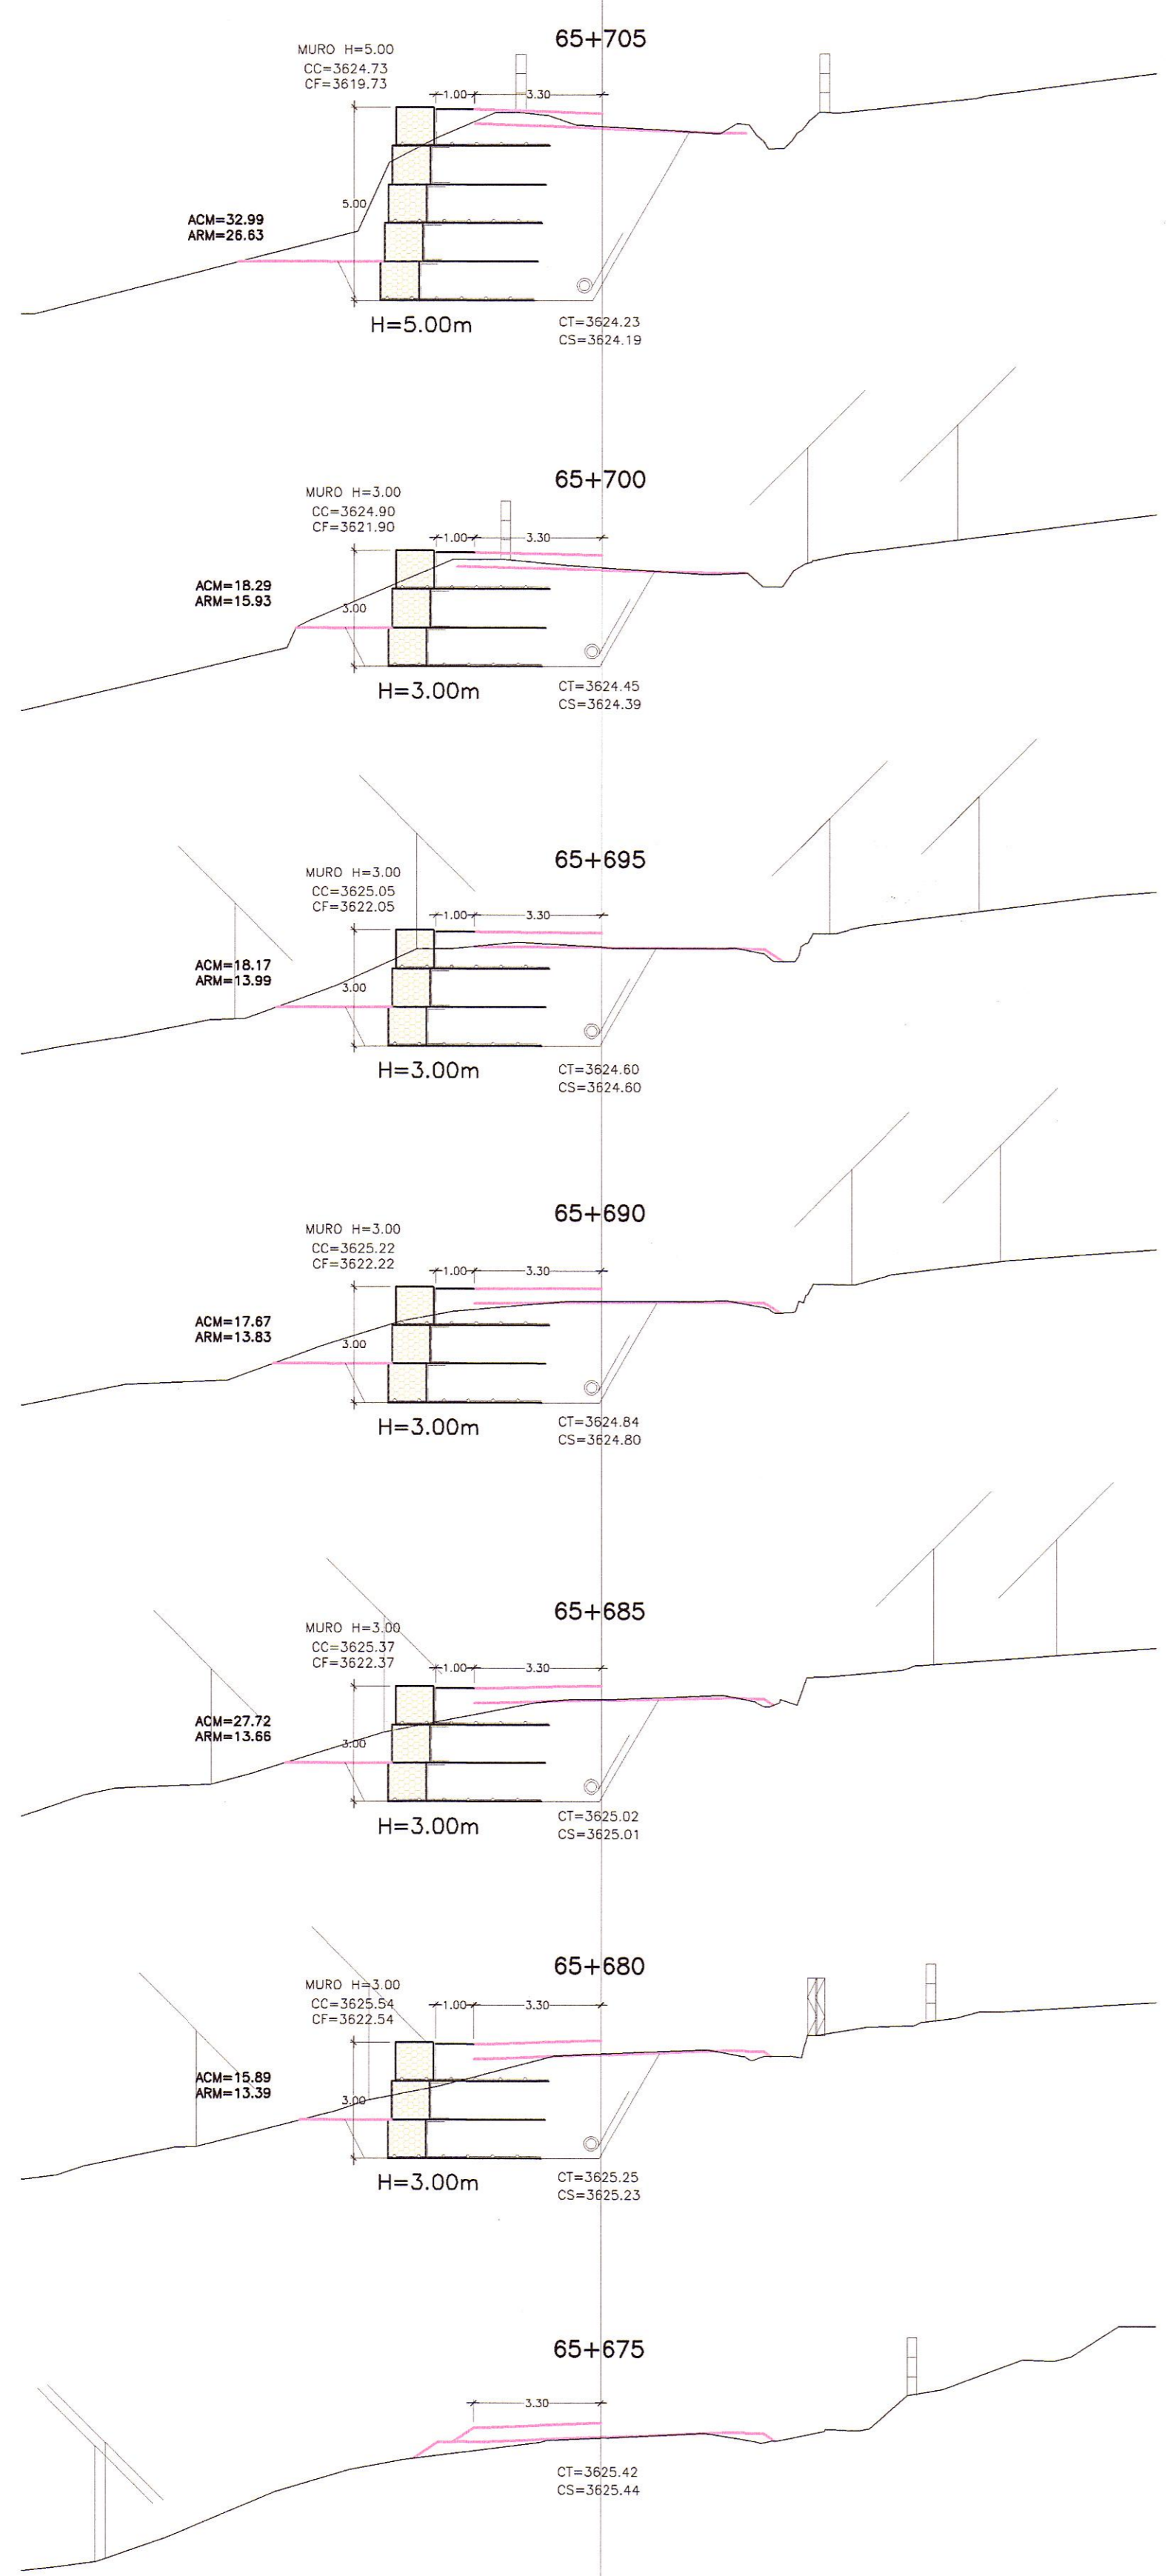 65+705
MURO H=5.00
CC=3624.73
CF=3619.73
1.00 3.30
5.00
ACM=32.99
ARM=26.63
H=5.00m
CT=3624.23
CS=3624.19
65+700
MURO H=3.00
CC=3624.90
CF=3621.90
1.00 3.30
ACM=18.29
ARM=15.93
3.00
H=3.00m
CT=3624.45
CS=3624.39
65+695
MURO H=3.00
CC=3625.05
CF=3622.05
1.00 3.30
ACM=18.17
ARM=13.99
3.00
H=3.00m
CT=3624.60
CS=3624.60
65+690
MURO H=3.00
CC=3625.22
CF=3622.22
1.00 3.30
ACM=17.67
ARM=13.83
3.00
H=3.00m
CT=3624.84
CS=3624.80
65+685
MURO H=3.00
CC=3625.37
CF=3622.37
1.00 3.30
ACM=27.72
ARM=13.66
3.00
H=3.00m
CT=3625.02
CS=3625.01
65+680
MURO H=3.00
CC=3625.54
CF=3622.54
1.00 3.30
ACM=15.89
ARM=13.39
3.00
H=3.00m
CT=3625.25
CS=3625.23
65+675
3.30
CT=3625.42
CS=3625.44